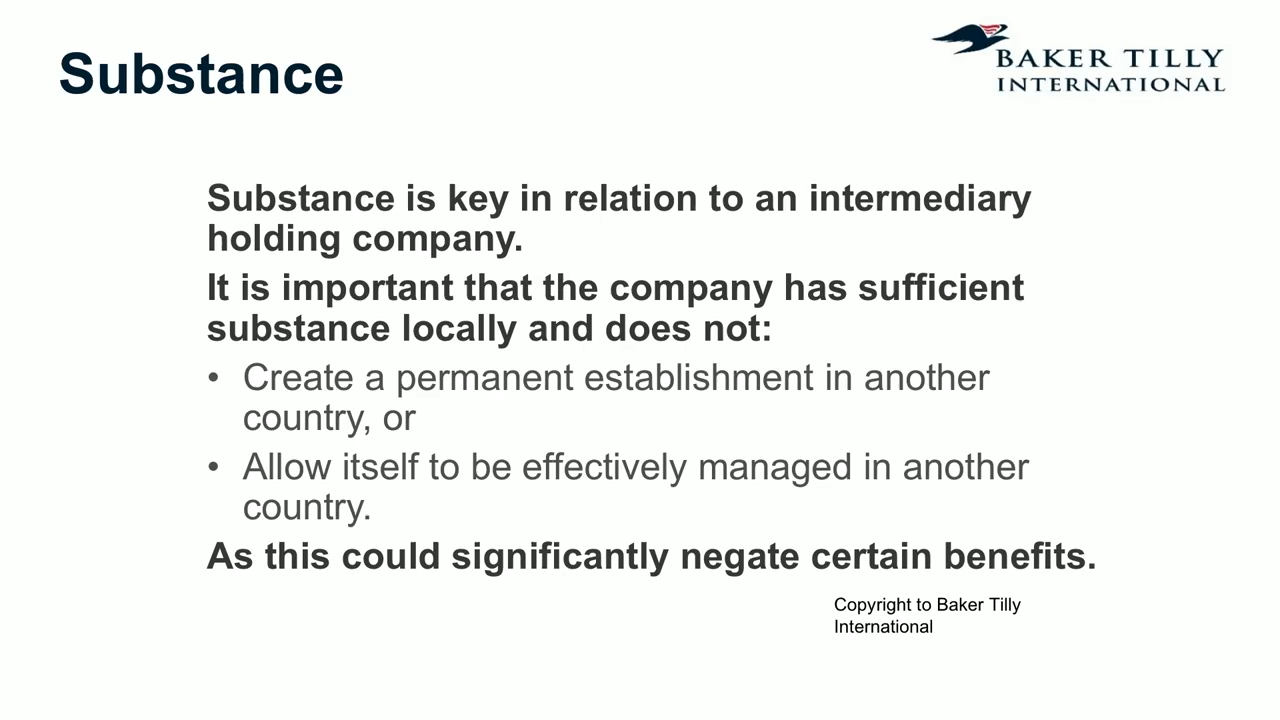 Substance
BAKER TILLY
INTERNATIONAL
Substance is key in relation to an intermediary
holding company.
It is important that the company has sufficient
substance locally and does not:
• Create a permanent establishment in another
country, or
• Allow itself to be effectively managed in another
country.
As this could significantly negate certain benefits.
Copyright to Baker Tilly
International